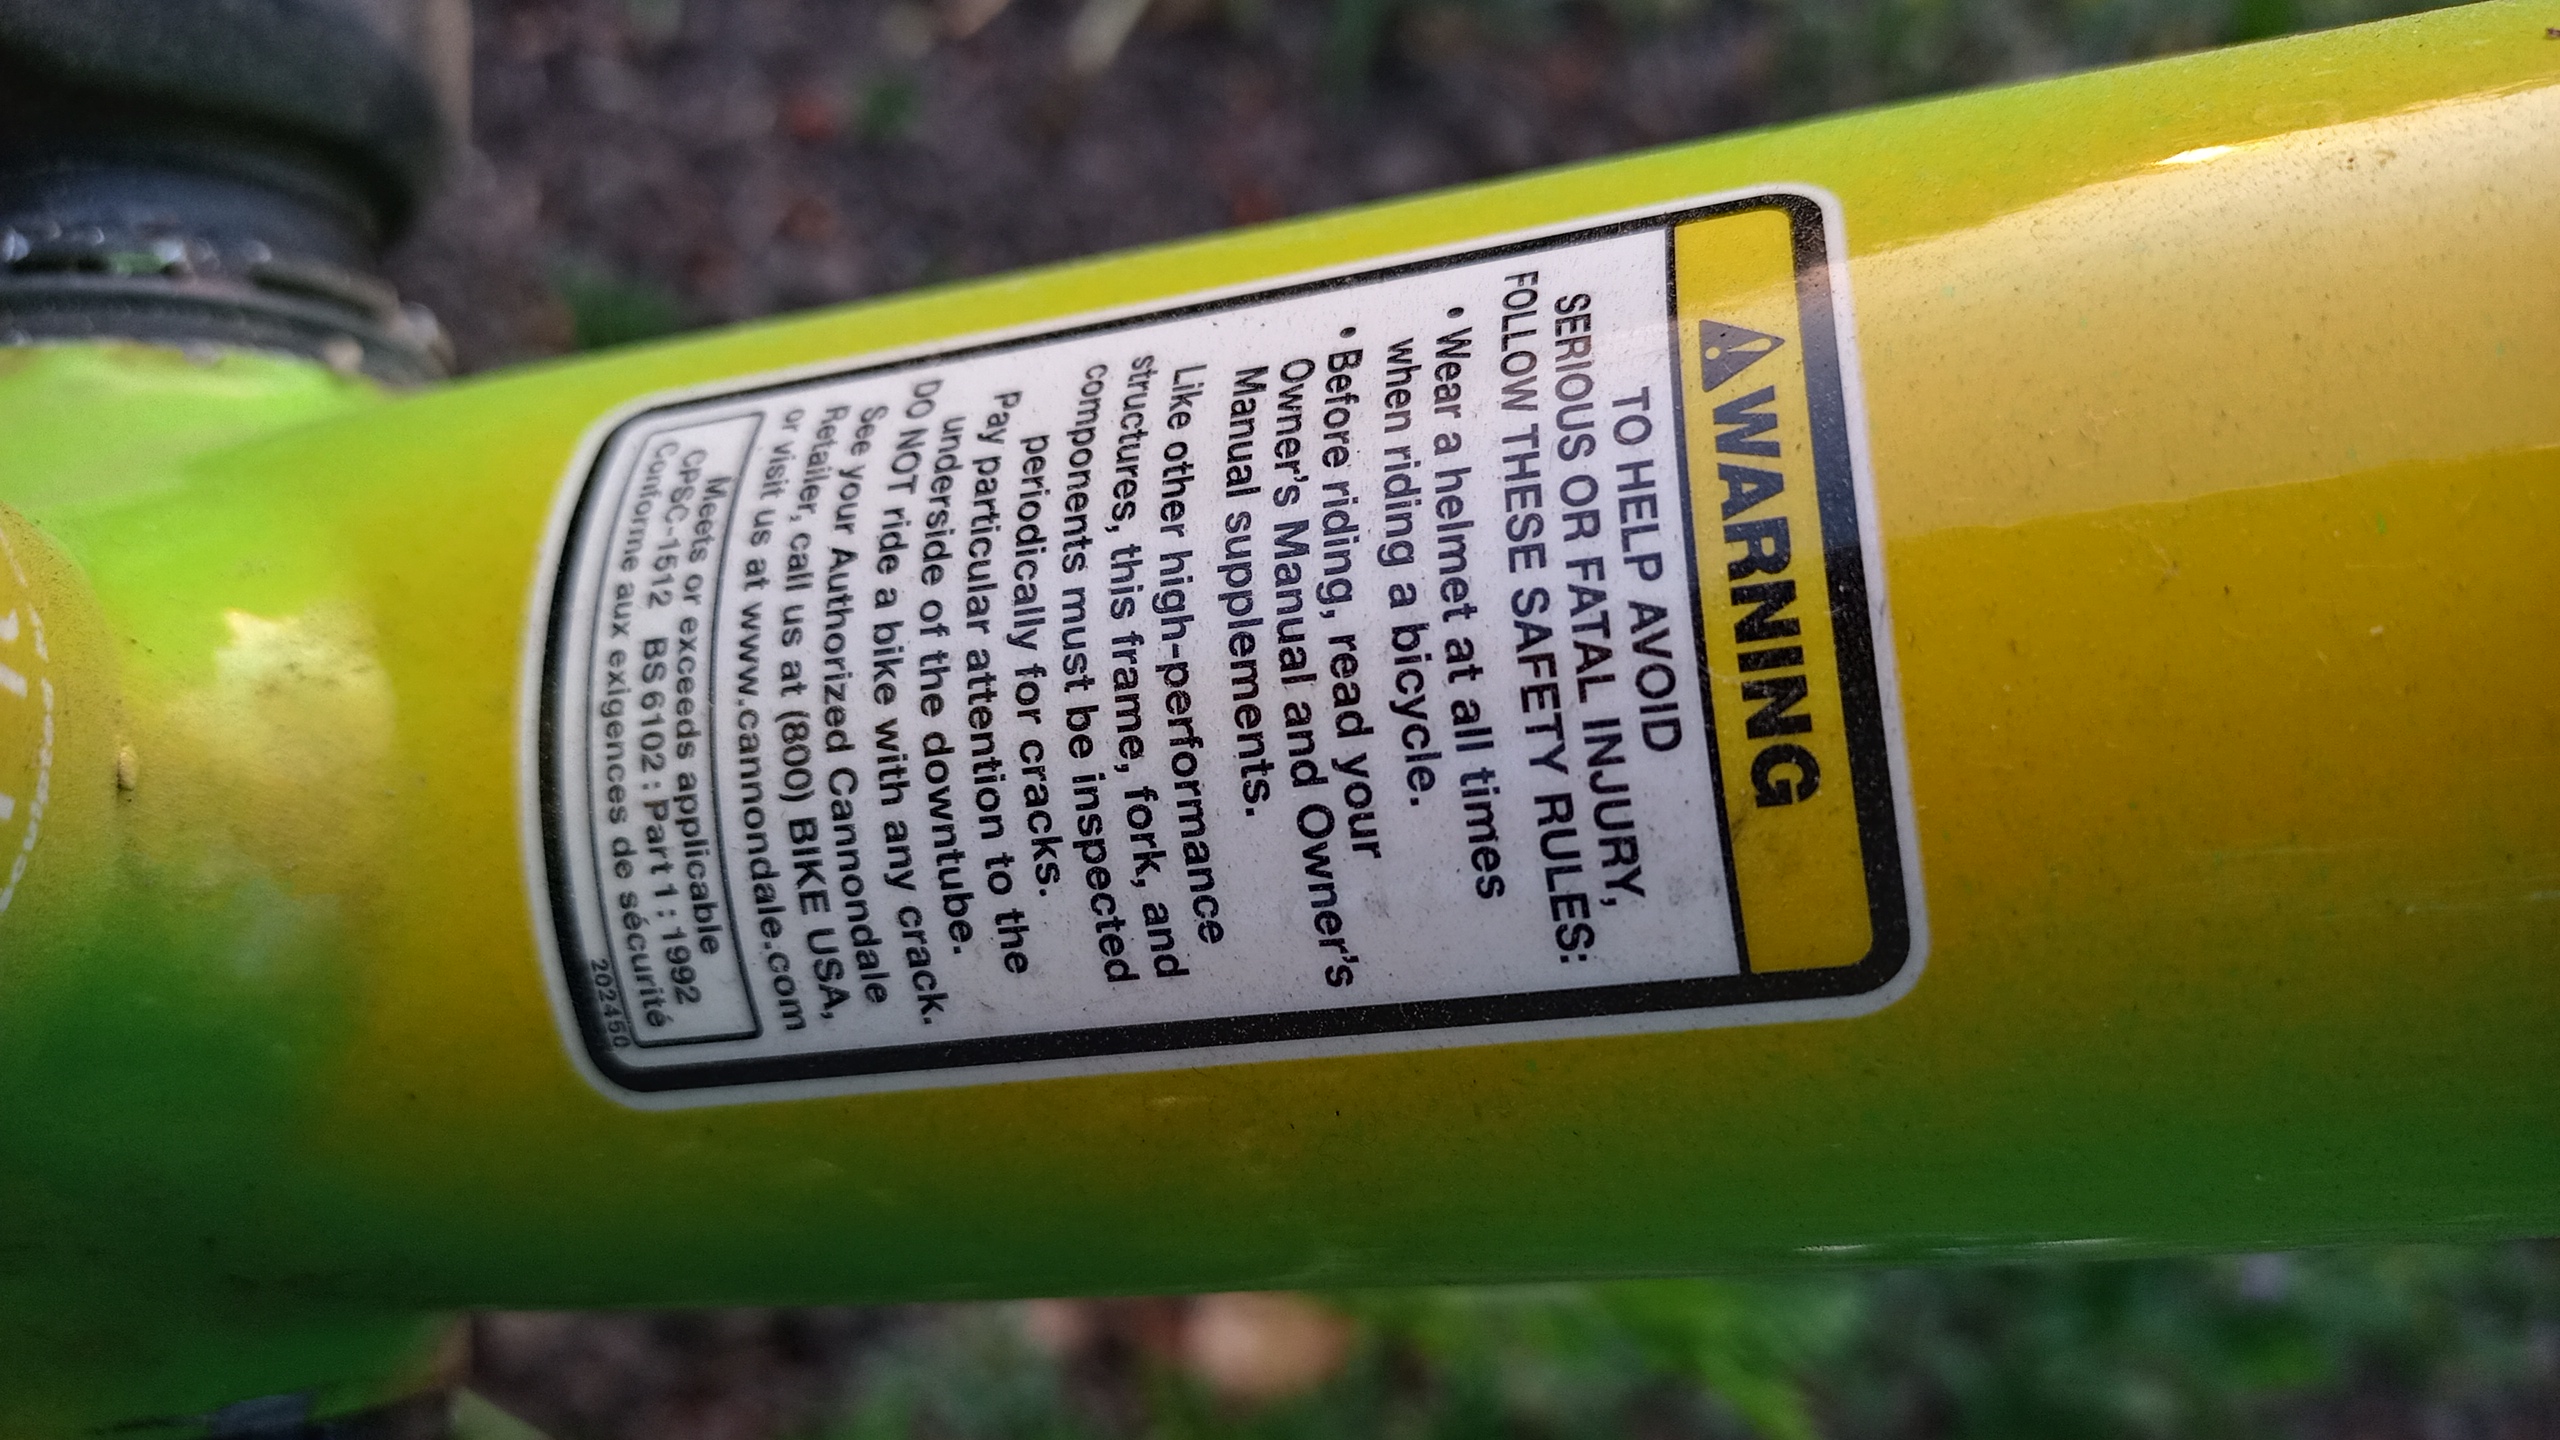 WARNING
TO HELP AVOID
SERIOUS OR FATAL INJURY,
FOLLOW THESE SAFETY RULES:
• Wear a helmet at all times
when riding a bicycle.
• Before riding, read your
Owner's Manual and Owner's
Manual supplements.
Like other high-performance
structures, this frame, fork, and
components must be inspected
periodically for cracks.
Pay particular attention to the
underside of the downtube.
DO NOT ride a bike with any crack.
See your Authorized Cannondale
Retailer, call us at (800) BIKE USA,
or visit us at www.cannondale.com
Meets or exceeds applicable
CPSC-1512 BS 6102 : Part 1 : 1992
Conforme aux exigences de sécurité
202450